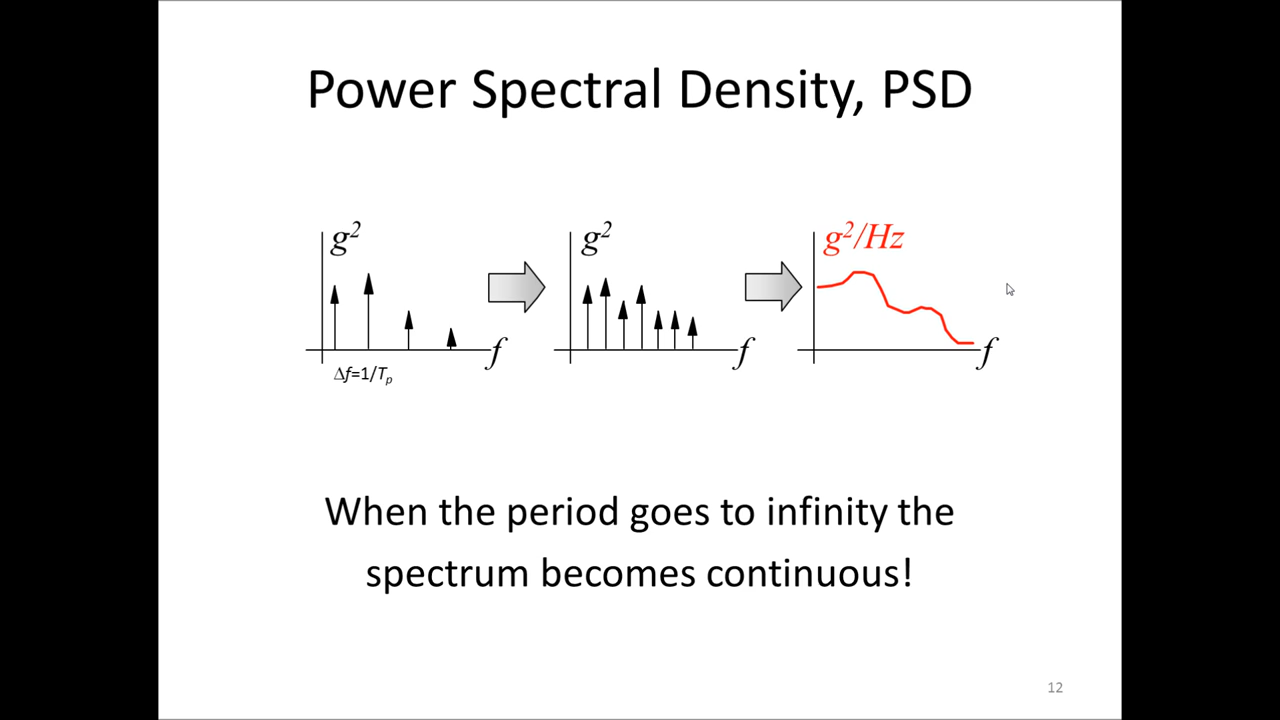 Power Spectral Density, PSD
g² g² g²/Hz
f f f
Δf=1/Tₚ
When the period goes to infinity the
spectrum becomes continuous!
12